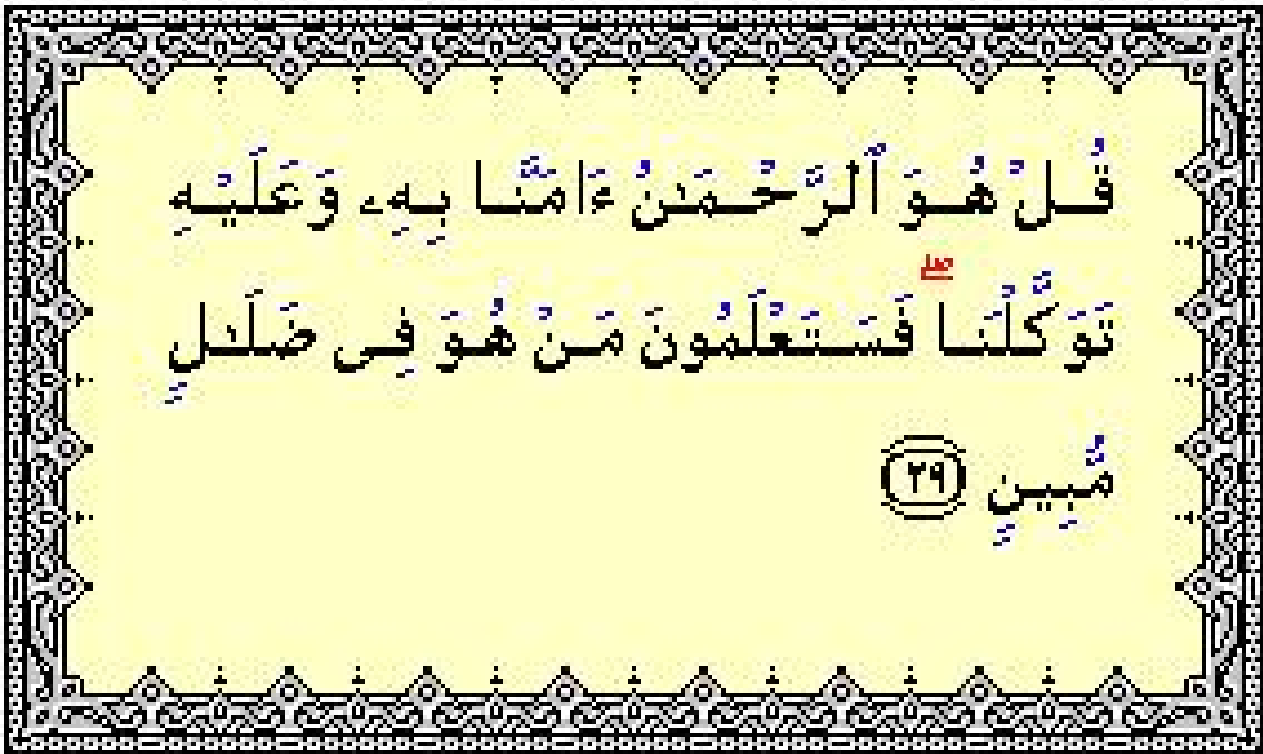 قُلْ هُوَ ٱلرَّحْمَـٰنُ ءَامَنَّا بِهِۦ وَعَلَيْهِ
تَوَكَّلْنَا ۖ فَسَتَعْلَمُونَ مَنْ هُوَ فِى ضَلَـٰلٍ
مُّبِينٍ ٢٩